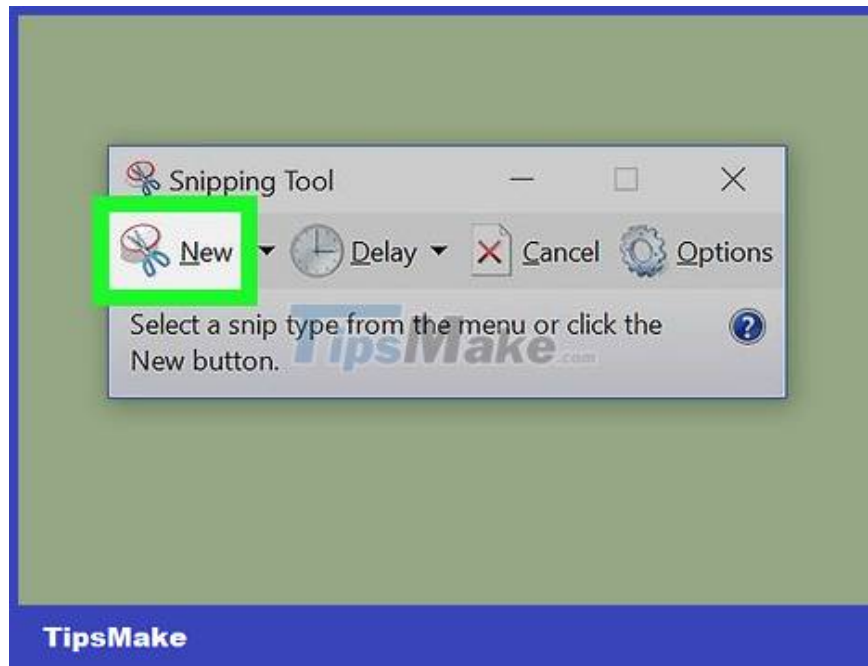 Snipping Tool
New Delay Cancel Options
Select a snip type from the menu or click the
New button.
TipsMake.com
TipsMake